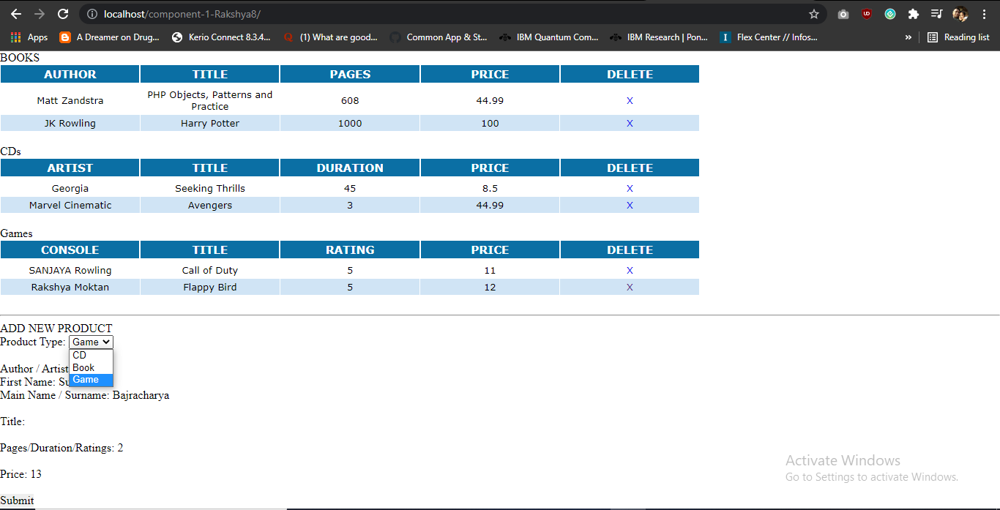 localhost/component-1-Rakshya8/
Apps A Dreamer on Drug... Kerio Connect 8.3.4... (1) What are good... Common App & St... IBM Quantum Com... IBM Research | Pon... Flex Center // Infos... » Reading list
BOOKS
AUTHOR TITLE PAGES PRICE DELETE
Matt Zandstra PHP Objects, Patterns and Practice 608 44.99 X
JK Rowling Harry Potter 1000 100 X
CDs
ARTIST TITLE DURATION PRICE DELETE
Georgia Seeking Thrills 45 8.5 X
Marvel Cinematic Avengers 3 44.99 X
Games
CONSOLE TITLE RATING PRICE DELETE
SANJAYA Rowling Call of Duty 5 11 X
Rakshya Moktan Flappy Bird 5 12 X
ADD NEW PRODUCT
Product Type: Game
CD
Book
Game
Author / Artist
First Name: Su
Main Name / Surname: Bajracharya
Title:
Pages/Duration/Ratings: 2
Price: 13
Submit
Activate Windows
Go to Settings to activate Windows.